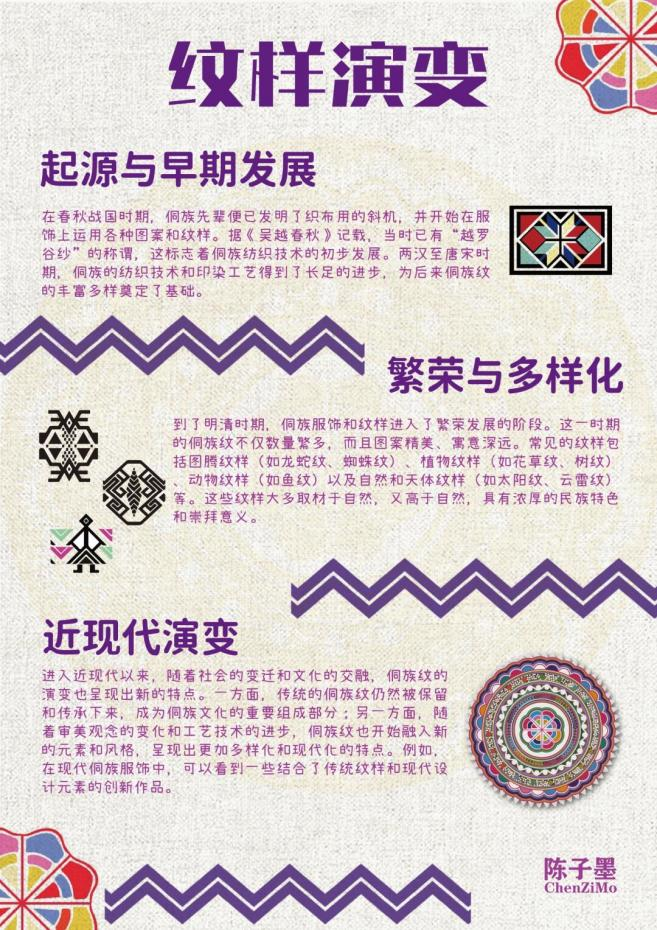 纹样演变
起源与早期发展
在春秋战国时期，侗族先辈便已发明了织布用的斜机，并开始在服
饰上运用各种图案和纹样。据《吴越春秋》记载，当时已有“越罗
谷纱”的称谓，这标志着侗族纺织技术的初步发展。两汉至唐宋时
期，侗族的纺织技术和印染工艺得到了长足的进步，为后来侗族纹
的丰富多样奠定了基础。
繁荣与多样化
到了明清时期，侗族服饰和纹样进入了繁荣发展的阶段。这一时期
的侗族纹不仅数量繁多，而且图案精美、寓意深远。常见的纹样包
括图腾纹样（如龙蛇纹、蜘蛛纹）、植物纹样（如花草纹、树纹）
、动物纹样（如鱼纹）以及自然和天体纹样（如太阳纹、云雷纹）
等。这些纹样大多取材于自然，又高于自然，具有浓厚的民族特色
和崇拜意义。
近现代演变
进入近现代以来，随着社会的变迁和文化的交融，侗族纹的
演变也呈现出新的特点。一方面，传统的侗族纹仍然被保留
和传承下来，成为侗族文化的重要组成部分；另一方面，随
着审美观念的变化和工艺技术的进步，侗族纹也开始融入新
的元素和风格，呈现出更加多样化和现代化的特点。例如，
在现代侗族服饰中，可以看到一些结合了传统纹样和现代设
计元素的创新作品。
陈子墨
ChenZiMo